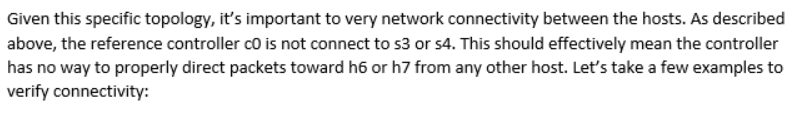 Given this specific topology, it's important to very network connectivity between the hosts. As described
above, the reference controller c0 is not connect to s3 or s4. This should effectively mean the controller
has no way to properly direct packets toward h6 or h7 from any other host. Let's take a few examples to
verify connectivity: